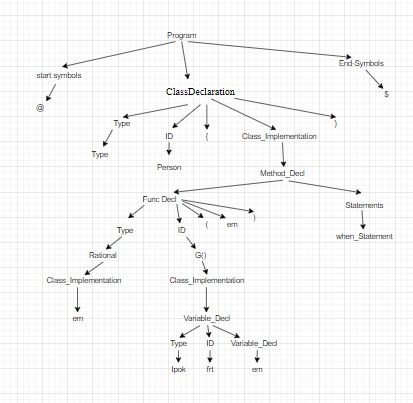 Program
start symbols
End-Symbols
@
ClassDeclaration
$
Type
ID
{
Class_Implementation
}
Type
Person
Method_Decl
Func Decl
Statements
Type
ID
(
em
)
when_Statement
Rational
G()
Class_Implementation
Class_Implementation
em
Variable_Decl
Type
ID
Variable_Decl
Ipok
frt
em